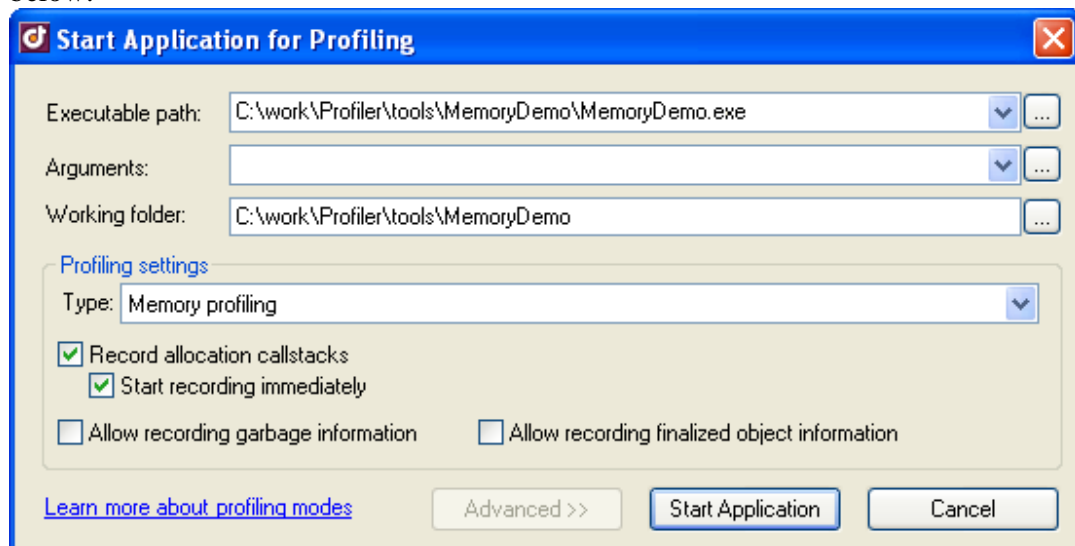 Start Application for Profiling
Executable path: C:\work\Profiler\tools\MemoryDemo\MemoryDemo.exe ...
Arguments: ...
Working folder: C:\work\Profiler\tools\MemoryDemo ...
Profiling settings
Type: Memory profiling
Record allocation callstacks
Start recording immediately
Allow recording garbage information Allow recording finalized object information
Learn more about profiling modes Advanced >> Start Application Cancel